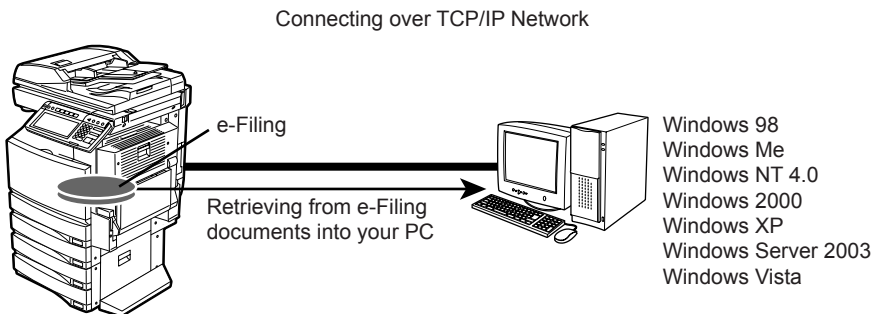 Connecting over TCP/IP Network
e-Filing
Retrieving from e-Filing
documents into your PC
Windows 98
Windows Me
Windows NT 4.0
Windows 2000
Windows XP
Windows Server 2003
Windows Vista